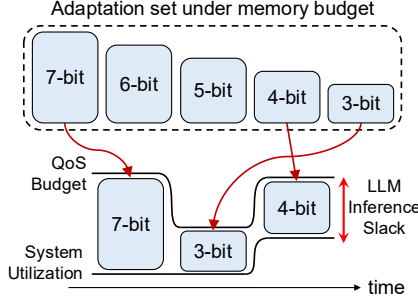 Adaptation set under memory budget
7-bit
6-bit
5-bit
4-bit
3-bit
QoS
Budget
7-bit
3-bit
4-bit
LLM
Inference
Slack
System
Utilization
time